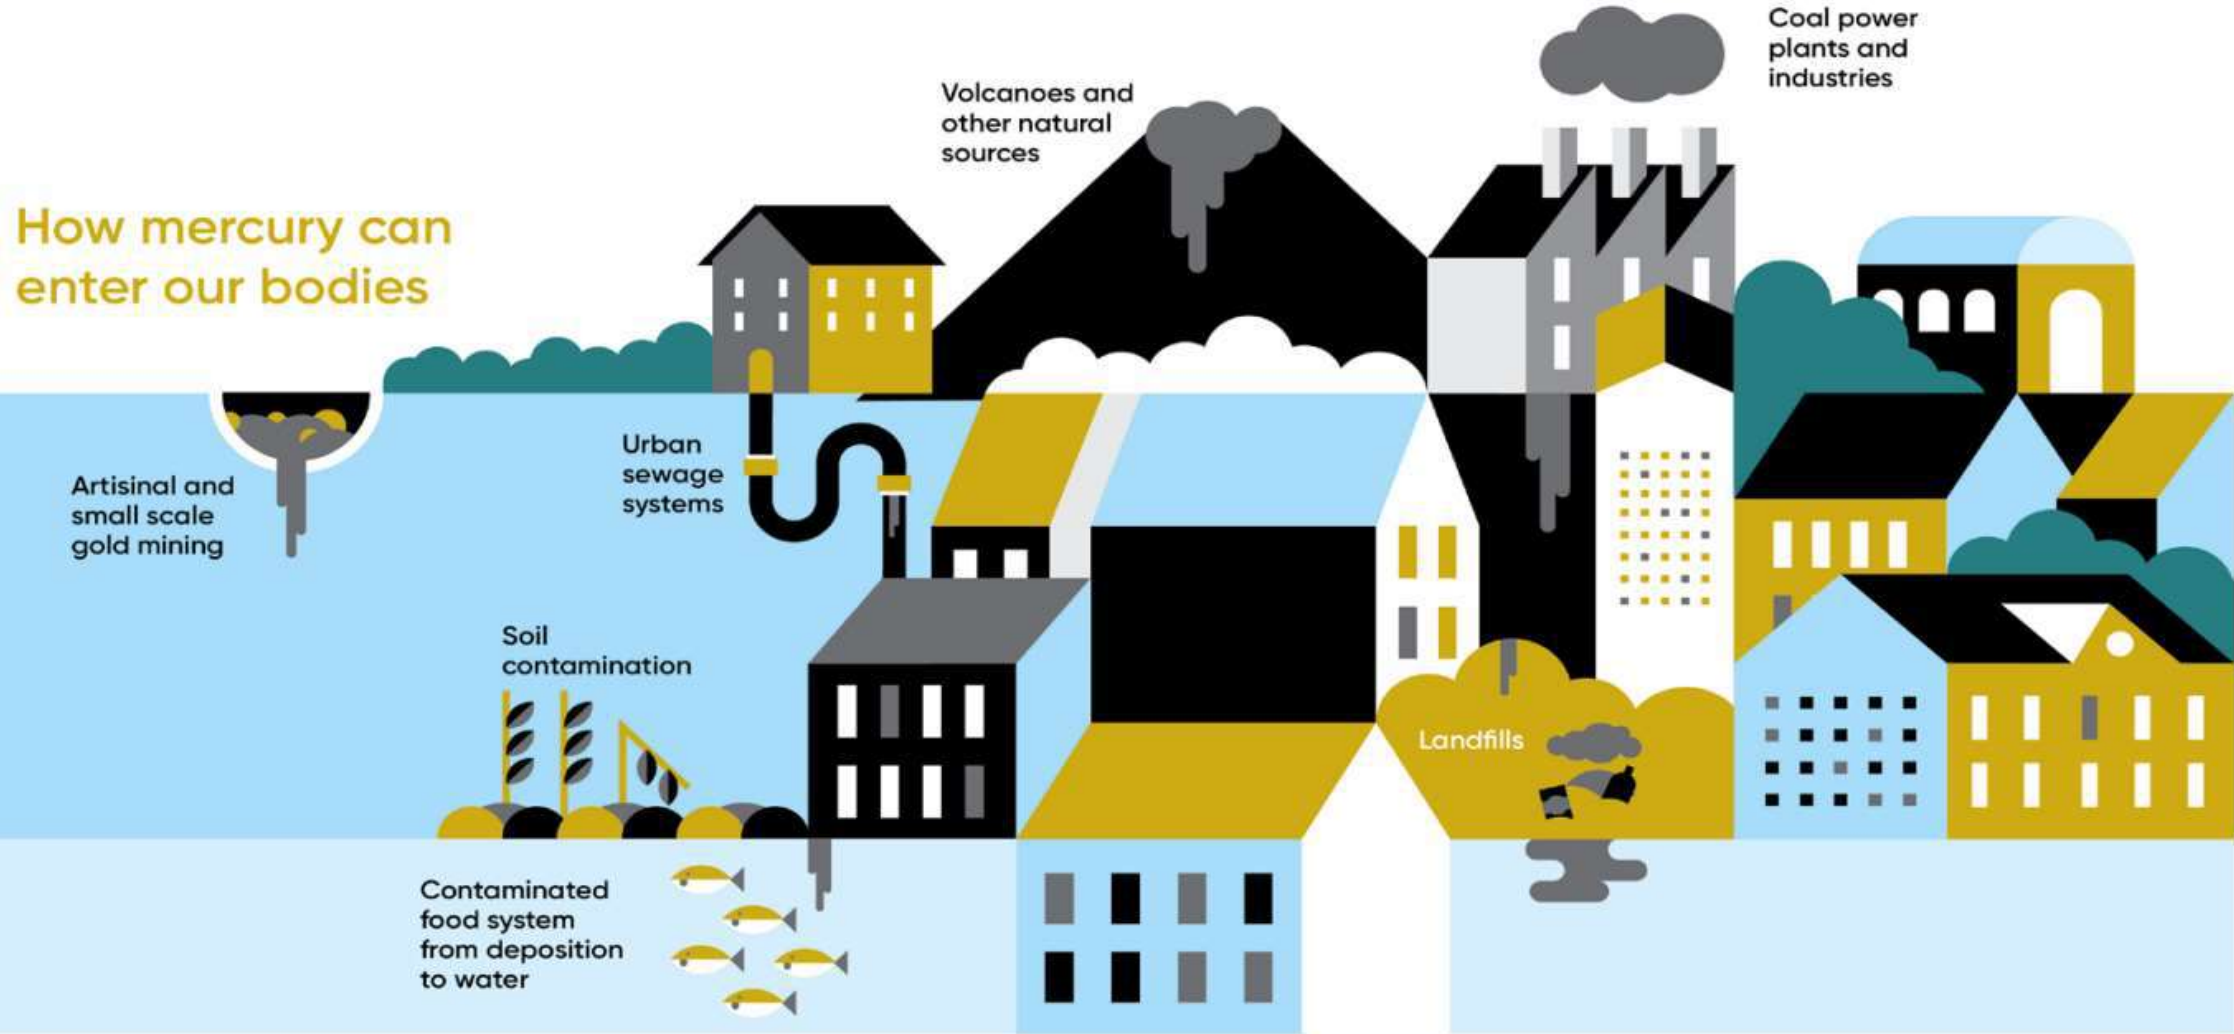 How mercury can
enter our bodies
Artisinal and
small scale
gold mining
Urban
sewage
systems
Volcanoes and
other natural
sources
Coal power
plants and
industries
Soil
contamination
Landfills
Contaminated
food system
from deposition
to water